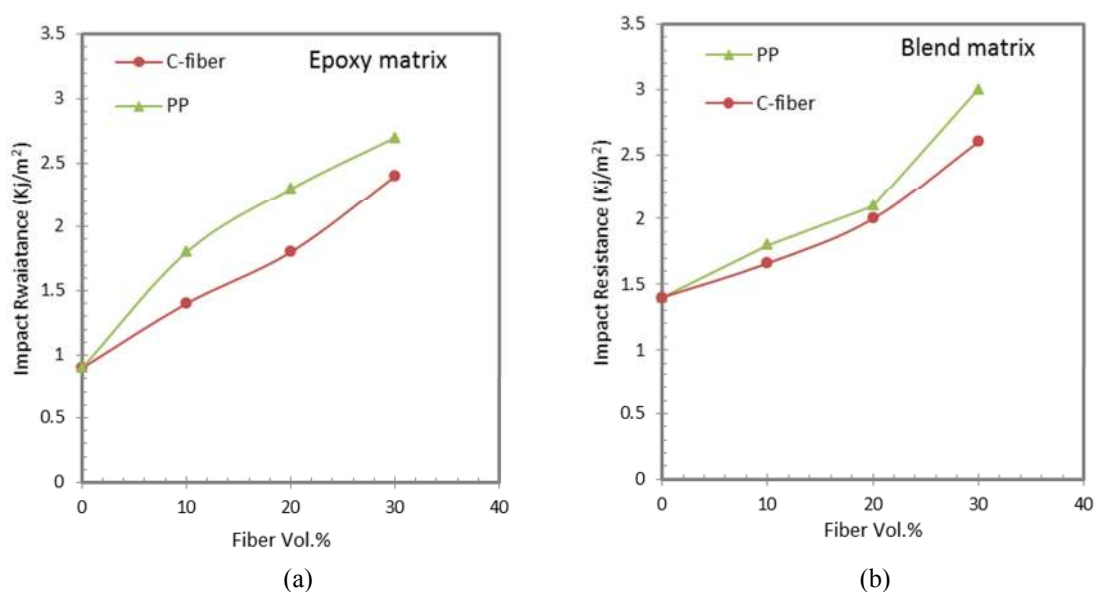 3.5
3
2.5
2
1.5
1
0.5
0
0 10 20 30 40
C-fiber
PP
Epoxy matrix
Impact Rwaiatance (Kj/m²)
Fiber Vol.%
(a)
3.5
3
2.5
2
1.5
1
0.5
0
0 10 20 30 40
PP
C-fiber
Blend matrix
Impact Resistance (Kj/m²)
Fiber Vol.%
(b)